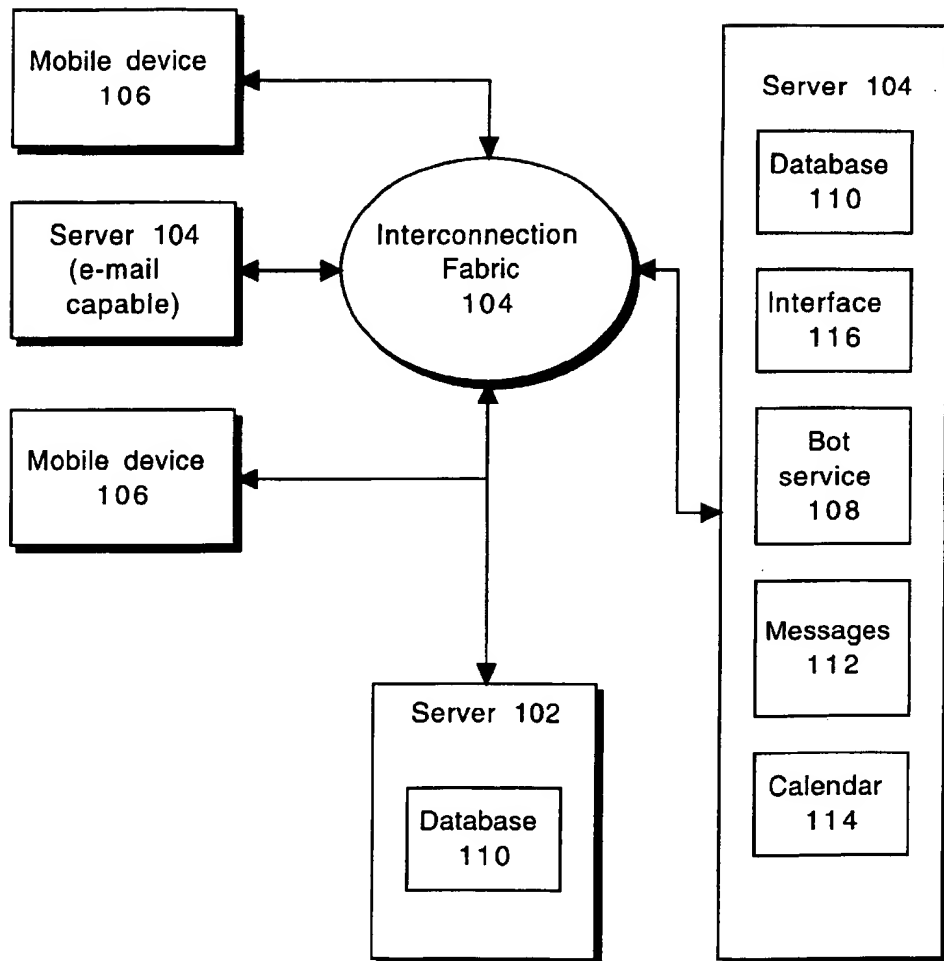 Mobile device
106
Server 104
(e-mail
capable)
Mobile device
106
Interconnection
Fabric
104
Server 102
Database
110
Server 104
Database
110
Interface
116
Bot
service
108
Messages
112
Calendar
114